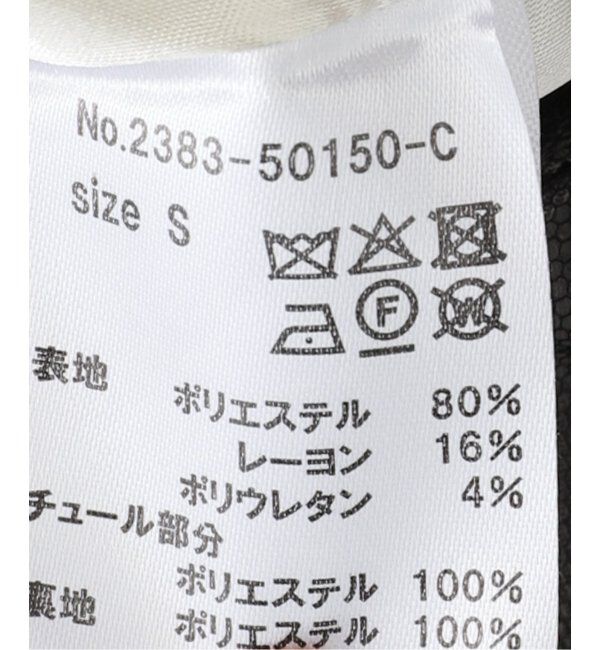 No.2383-50150-C
size S
F W
表地
ポリエステル 80%
レーヨン 16%
ポリウレタン 4%
チュール部分
ポリエステル 100%
裏地
ポリエステル 100%